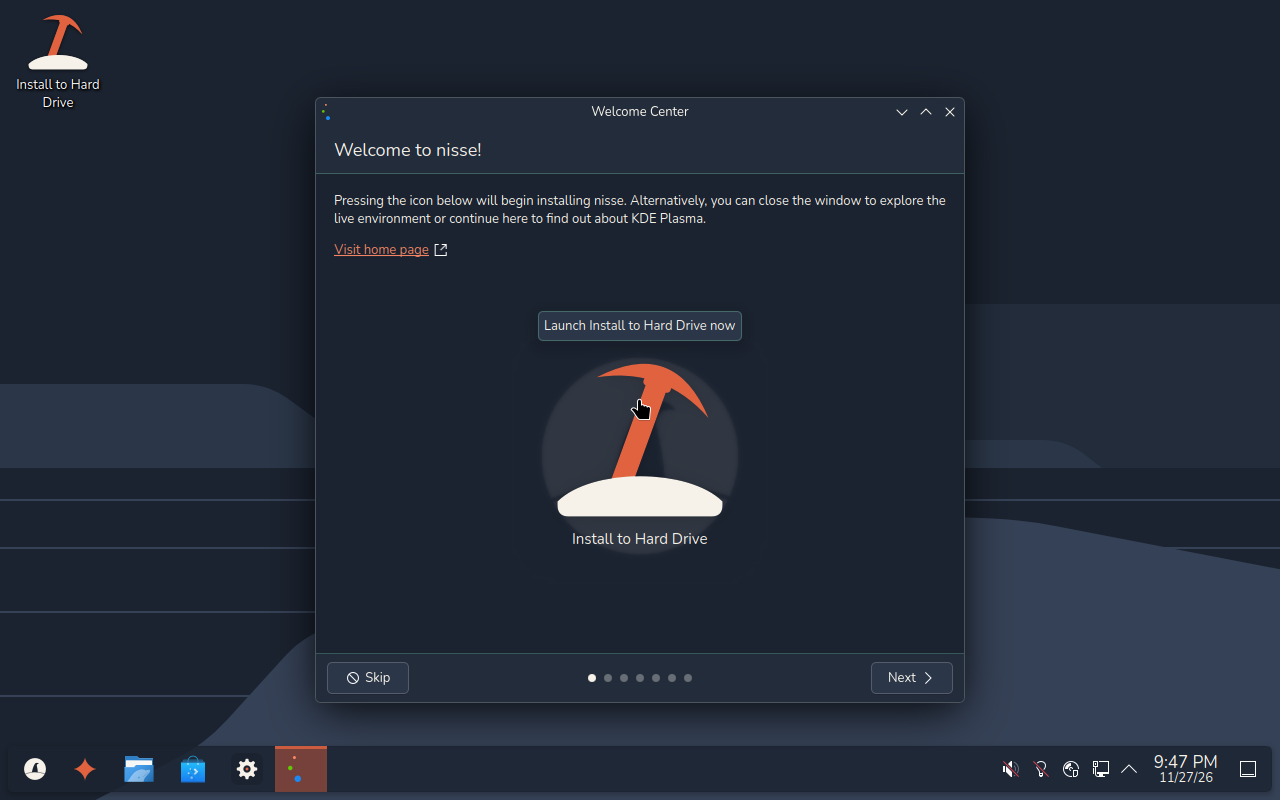 Install to Hard
Drive
Welcome Center
Welcome to nisse!
Pressing the icon below will begin installing nisse. Alternatively, you can close the window to explore the
live environment or continue here to find out about KDE Plasma.
Visit home page
Launch Install to Hard Drive now
Install to Hard Drive
Skip
Next
9:47 PM
11/27/26